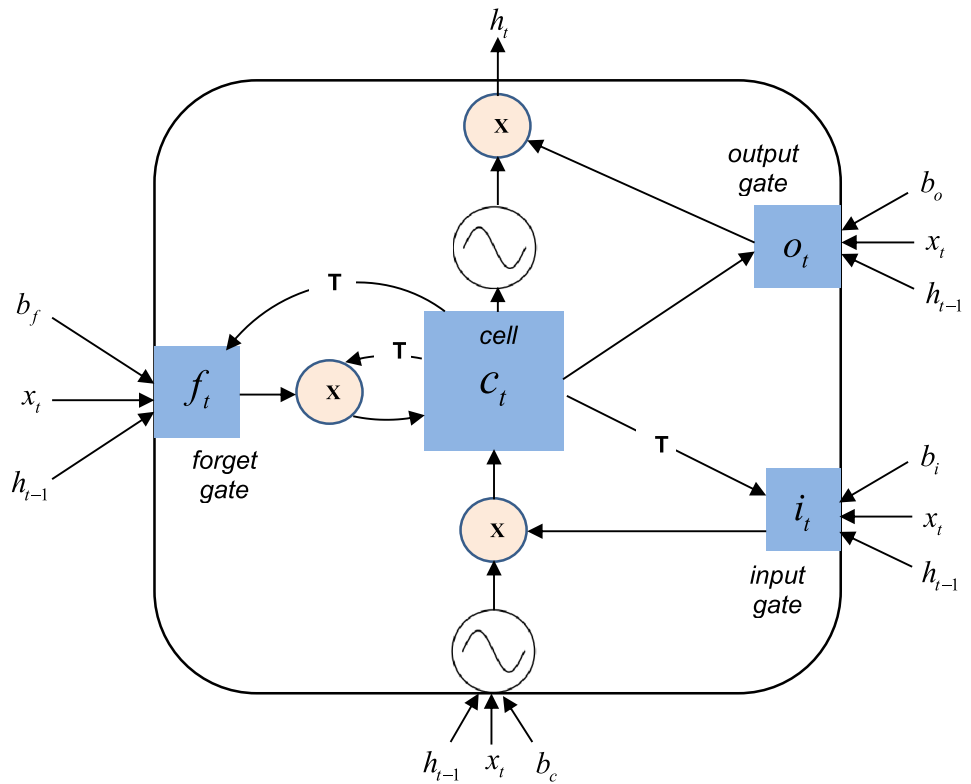 h_t
x
output
gate
b_o
x_t
o_t
h_{t-1}
T
b_f
cell
T
x_t
f_t
x
c_t
h_{t-1}
forget
gate
T
b_i
x
i_t
x_t
h_{t-1}
input
gate
h_{t-1}
x_t
b_c